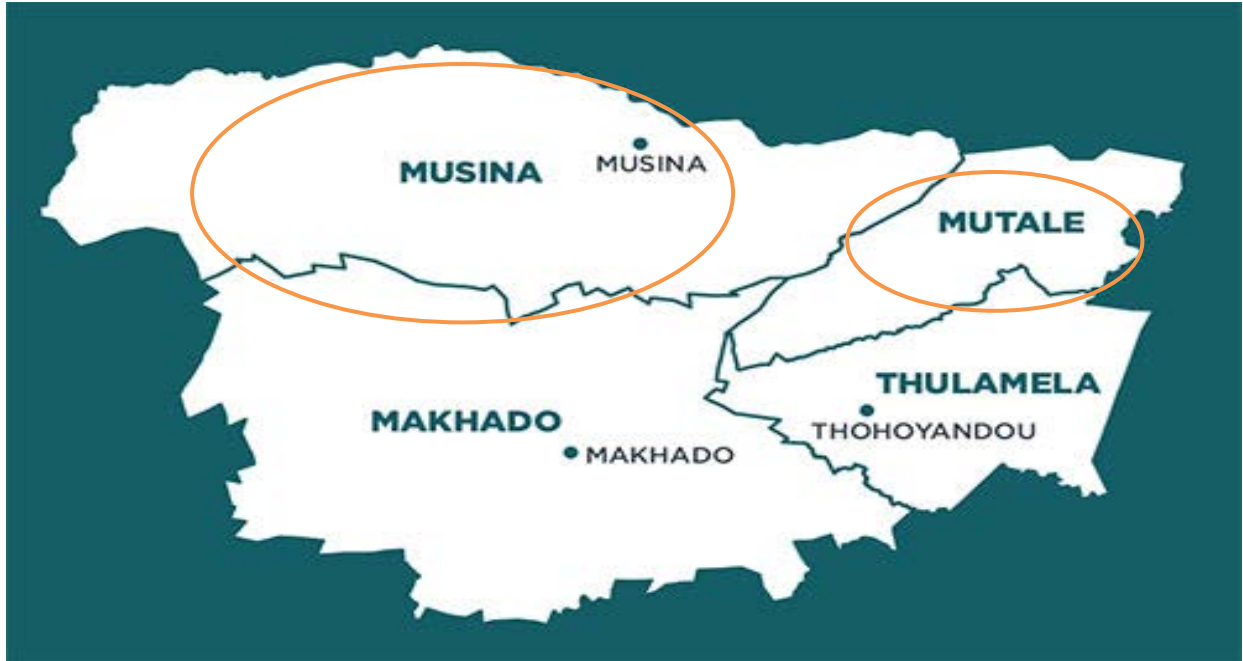 MUSINA
MUSINA
MUTALE
THULAMELA
MAKHADO
THOHOYANDOU
MAKHADO